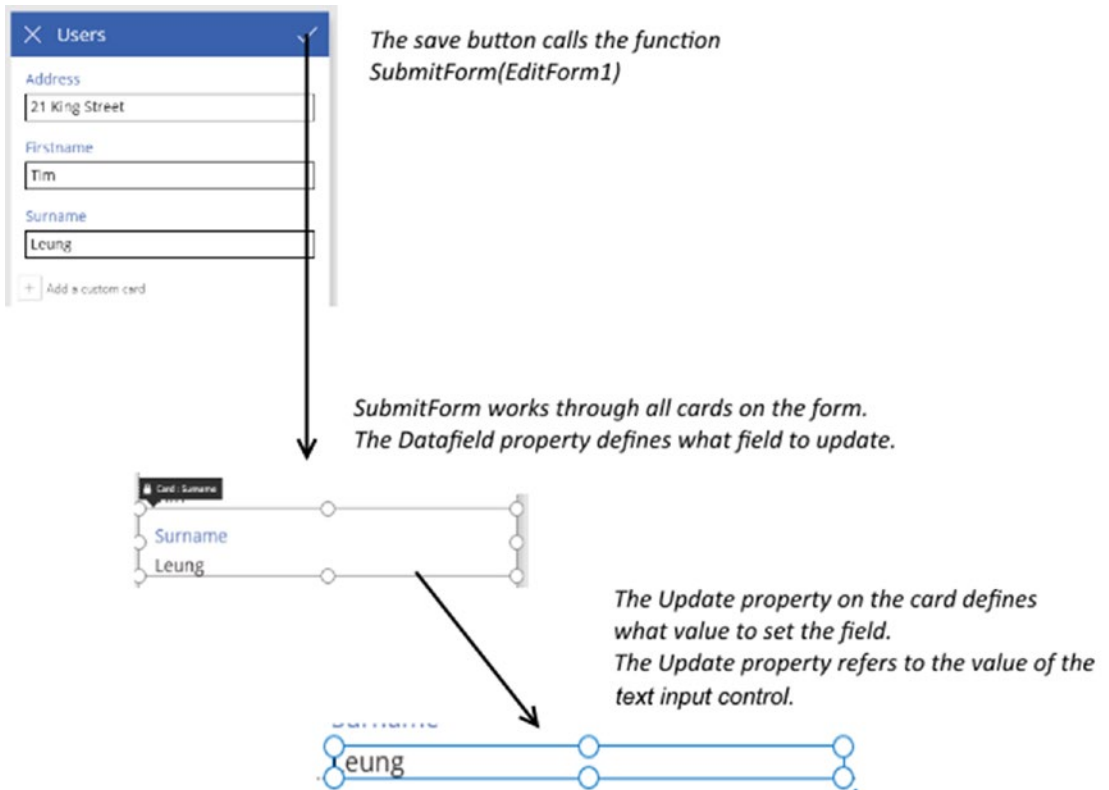 Users
The save button calls the function
SubmitForm(EditForm1)
Address
21 King Street
Firstname
Tim
Surname
Leung
+ Add a custom card
SubmitForm works through all cards on the form.
The Datafield property defines what field to update.
Card : Surname
Surname
Leung
The Update property on the card defines
what value to set the field.
The Update property refers to the value of the
text input control.
Surname
Leung